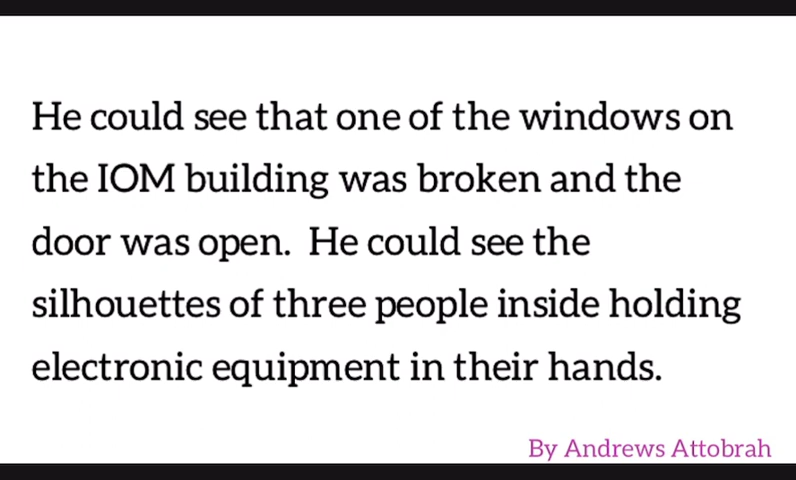 He could see that one of the windows on
the IOM building was broken and the
door was open.  He could see the
silhouettes of three people inside holding
electronic equipment in their hands.
By Andrews Attobrah